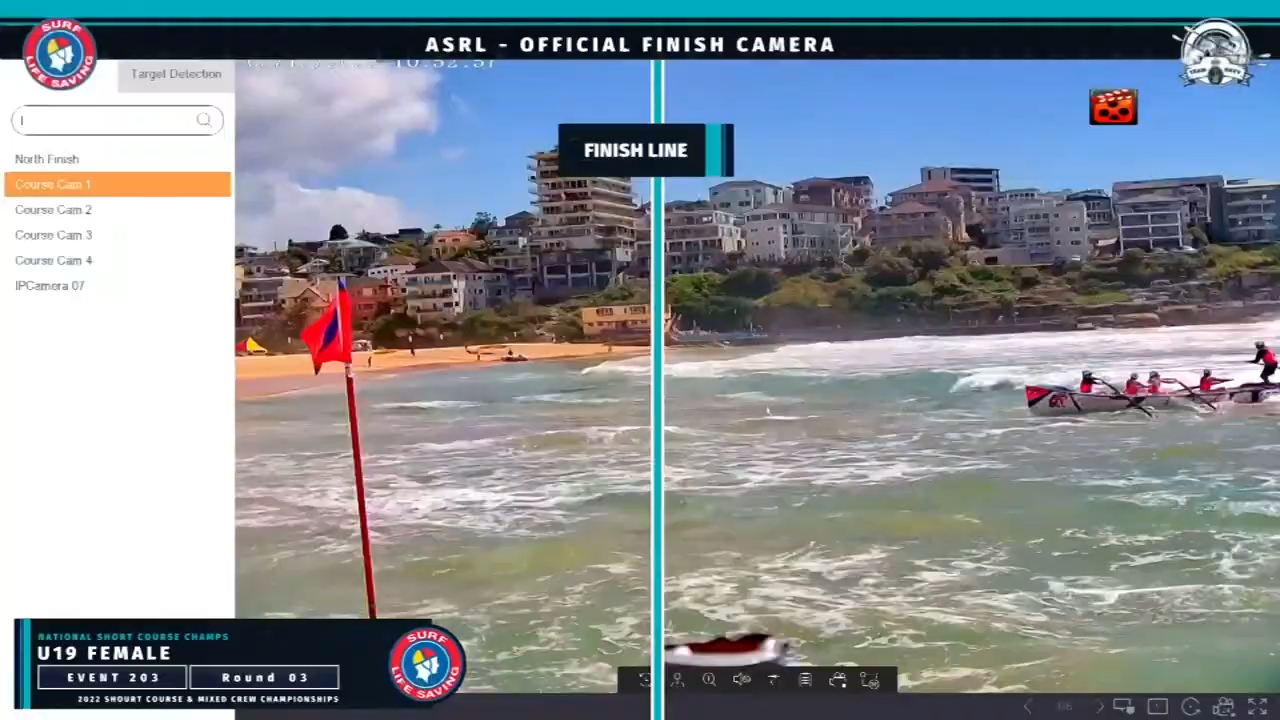 ASRL - OFFICIAL FINISH CAMERA
SURF
LIFE SAVING
Target Detection
North Finish
Course Cam 1
Course Cam 2
Course Cam 3
Course Cam 4
IPCamera 07
FINISH LINE
NATIONAL SHORT COURSE CHAMPS
U19 FEMALE
EVENT 203
Round 03
2022 SHOURT COURSE & MIXED CREW CHAMPIONSHIPS
SURF
LIFE SAVING